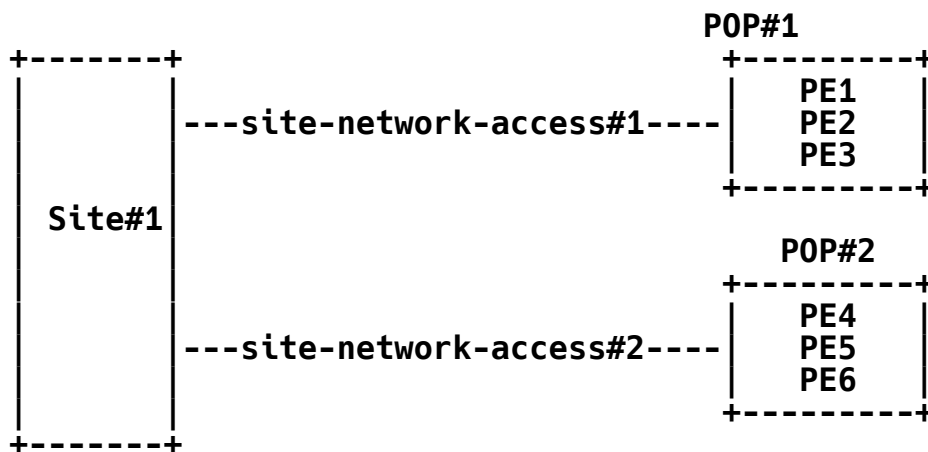 POP#1
PE1
---site-network-access#1----
PE2
PE3
Site#1
POP#2
PE4
---site-network-access#2----
PE5
PE6